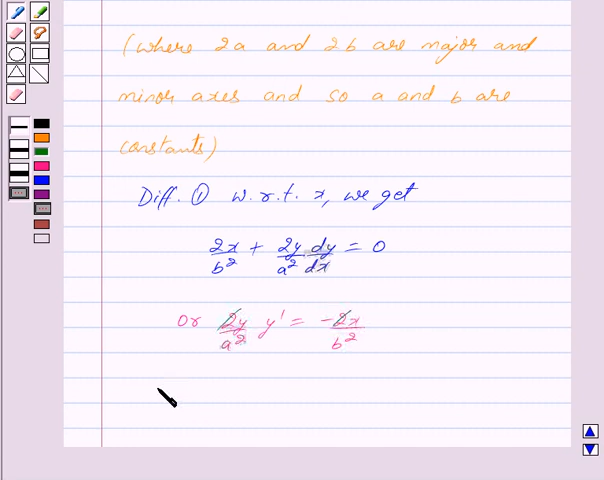 (where 2a and 2b are major and
minor axes and so a and b are
constants)
Diff. ① w.r.t. x, we get
2x/b² + 2y/a² dy/dx = 0
Or 2y/a² y' = -2x/b²